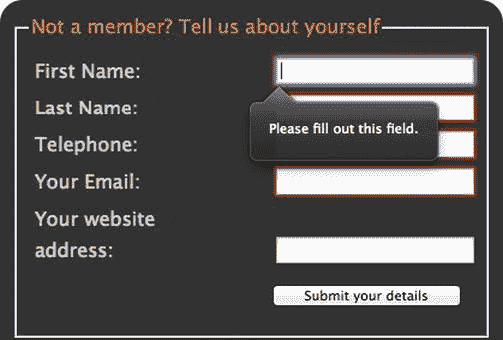 Not a member? Tell us about yourself
First Name:
Last Name:
Please fill out this field.
Telephone:
Your Email:
Your website
address:
Submit your details